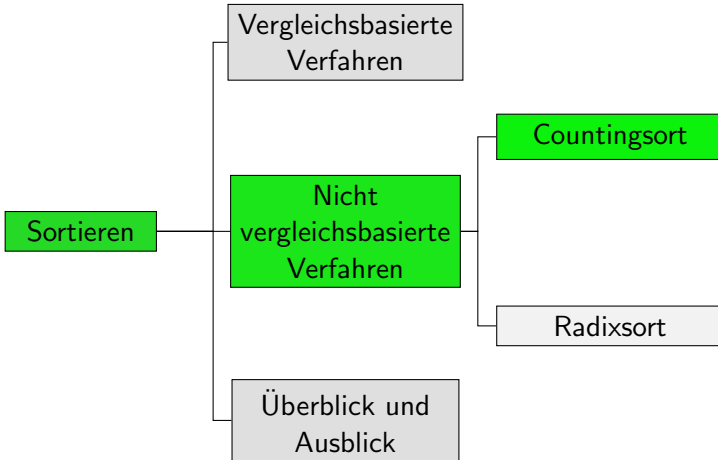 Vergleichsbasierte
Verfahren
Countingsort
Nicht
vergleichsbasierte
Verfahren
Sortieren
Radixsort
Überblick und
Ausblick